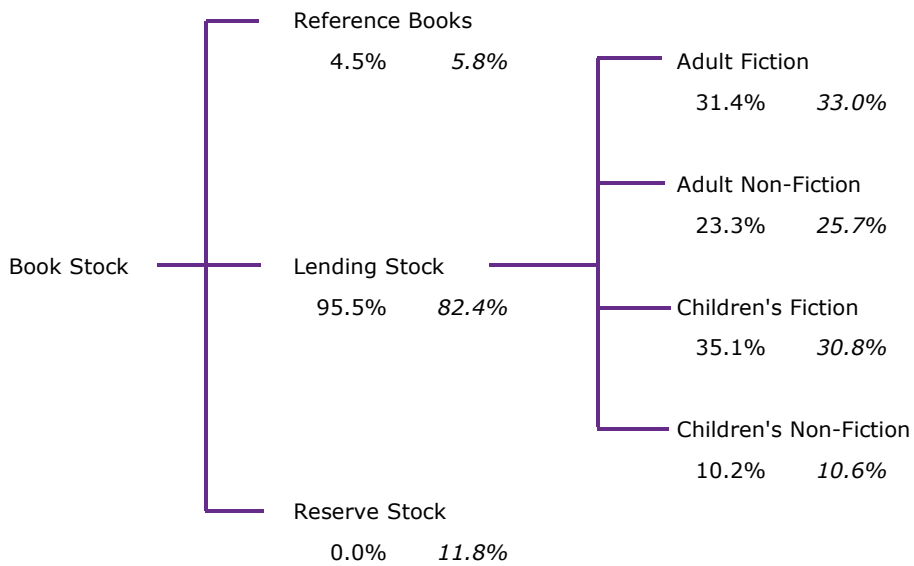 Reference Books
4.5% 5.8%
Adult Fiction
31.4% 33.0%
Adult Non-Fiction
23.3% 25.7%
Book Stock
Lending Stock
95.5% 82.4%
Children's Fiction
35.1% 30.8%
Children's Non-Fiction
10.2% 10.6%
Reserve Stock
0.0% 11.8%